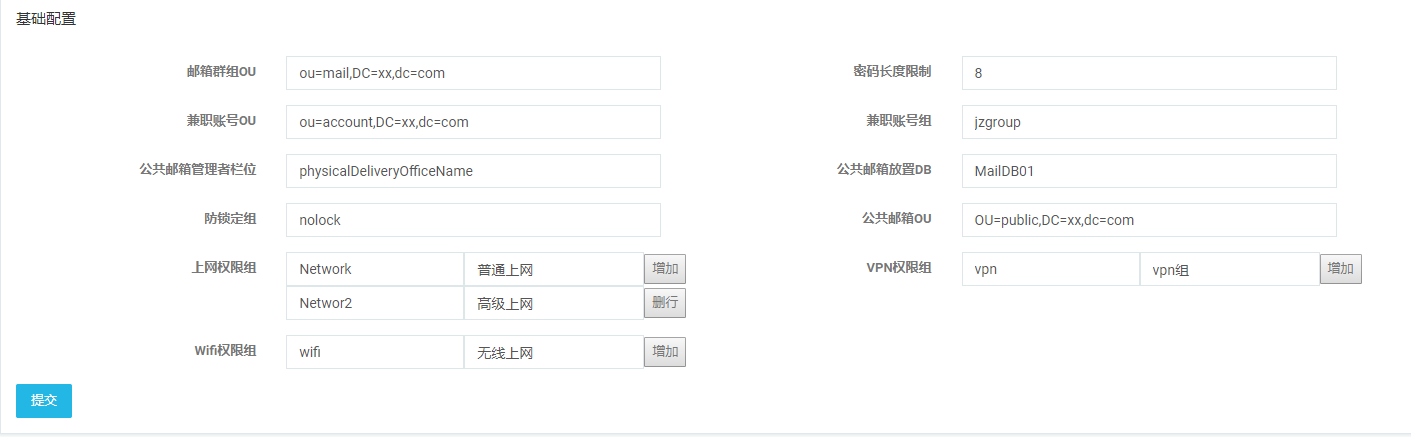 基础配置
邮箱群组OU ou=mail,DC=xx,dc=com 密码长度限制 8
兼职账号OU ou=account,DC=xx,dc=com 兼职账号组 jzgroup
公共邮箱管理者栏位 physicalDeliveryOfficeName 公共邮箱放置DB MailDB01
防锁定组 nolock 公共邮箱OU OU=public,DC=xx,dc=com
上网权限组 Network 普通上网 增加 VPN权限组 vpn vpn组 增加
Networ2 高级上网 删行
Wifi权限组 wifi 无线上网 增加
提交